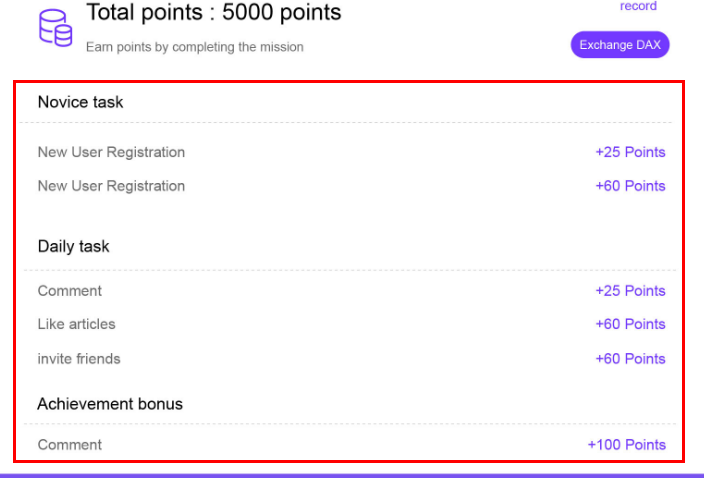 Total points : 5000 points
record
Earn points by completing the mission
Exchange DAX
Novice task
New User Registration +25 Points
New User Registration +60 Points
Daily task
Comment +25 Points
Like articles +60 Points
invite friends +60 Points
Achievement bonus
Comment +100 Points